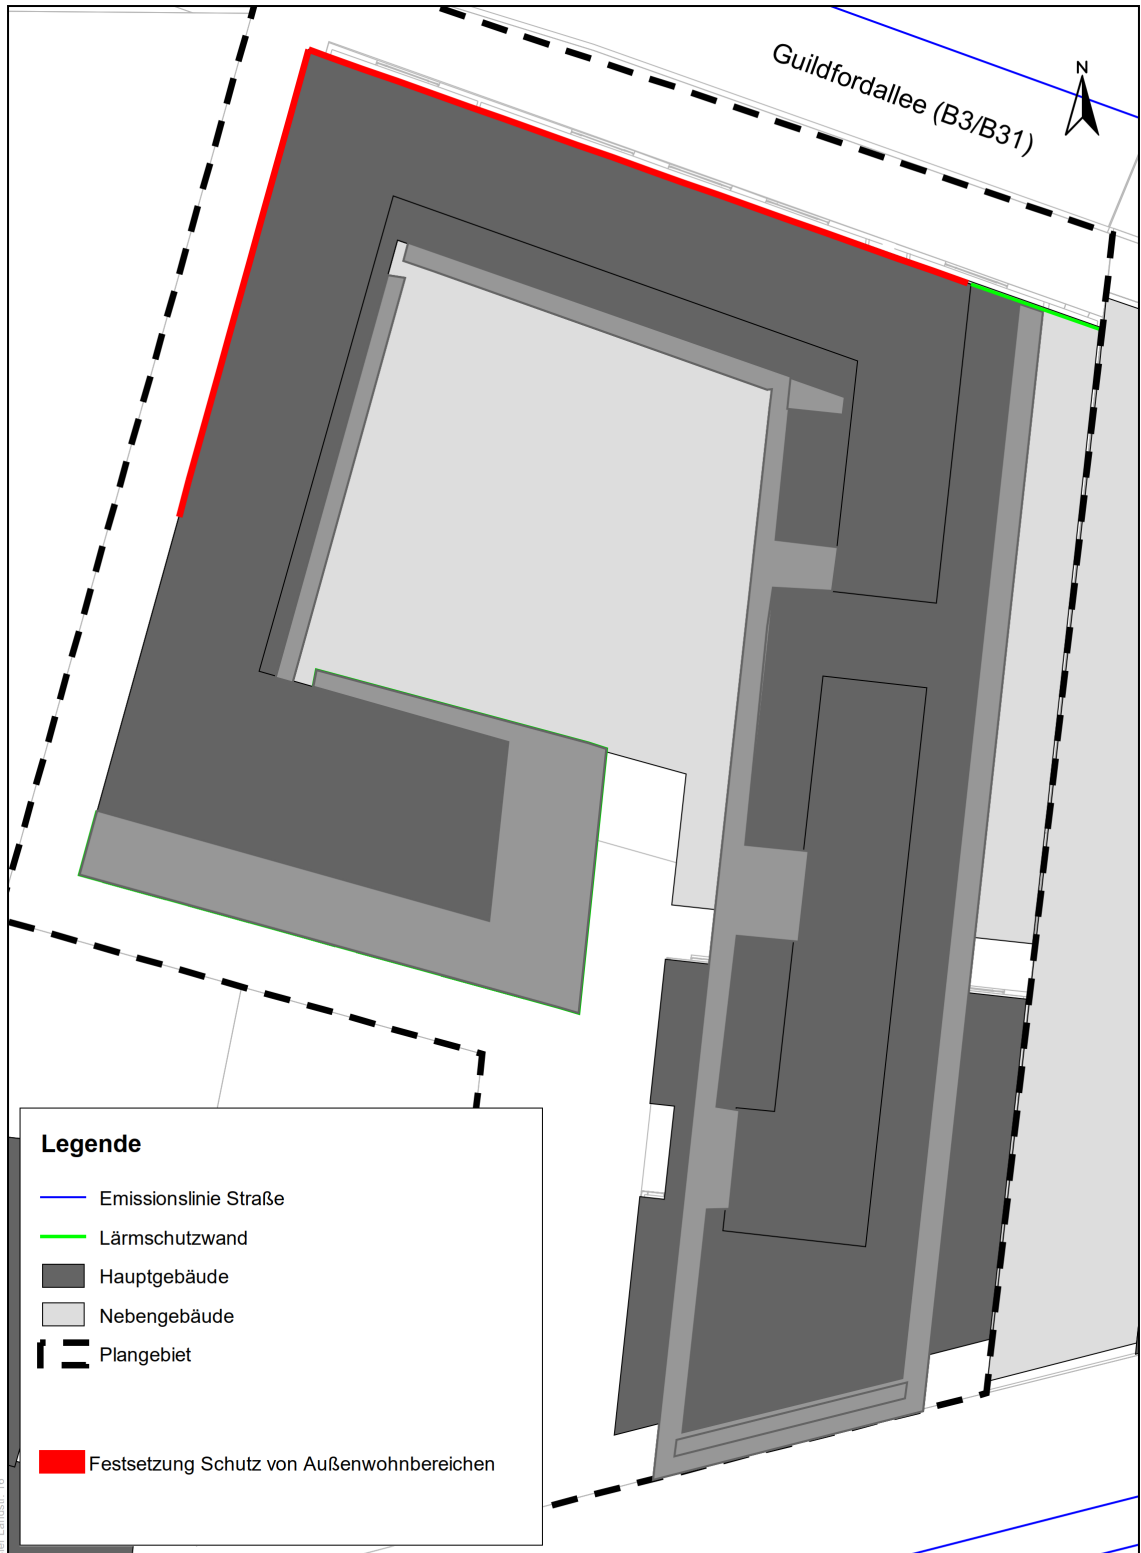 Guildfordallee (B3/B31)
N
Legende
Emissionslinie Straße
Lärmschutzwand
Hauptgebäude
Nebengebäude
Plangebiet
Festsetzung Schutz von Außenwohnbereichen